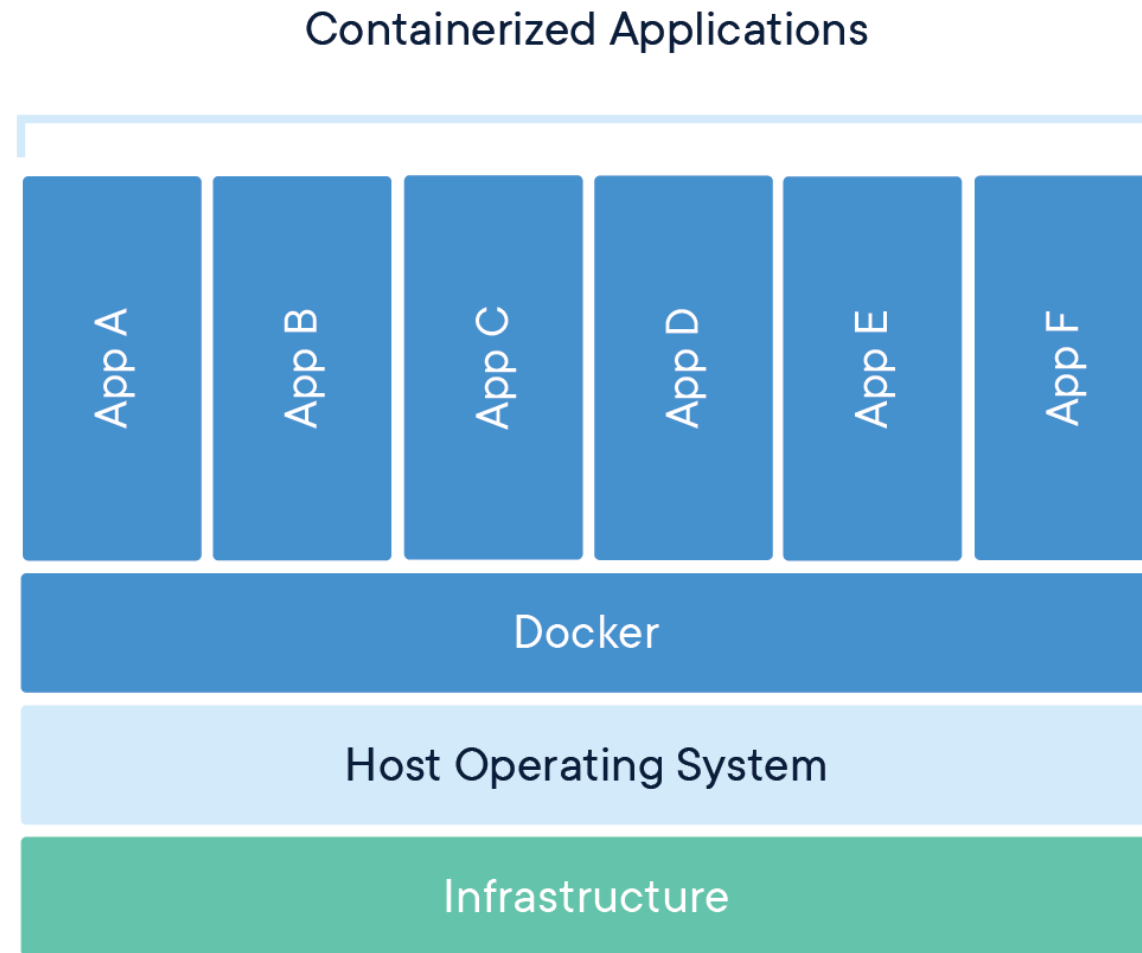 Containerized Applications
App A
App B
App C
App D
App E
App F
Docker
Host Operating System
Infrastructure